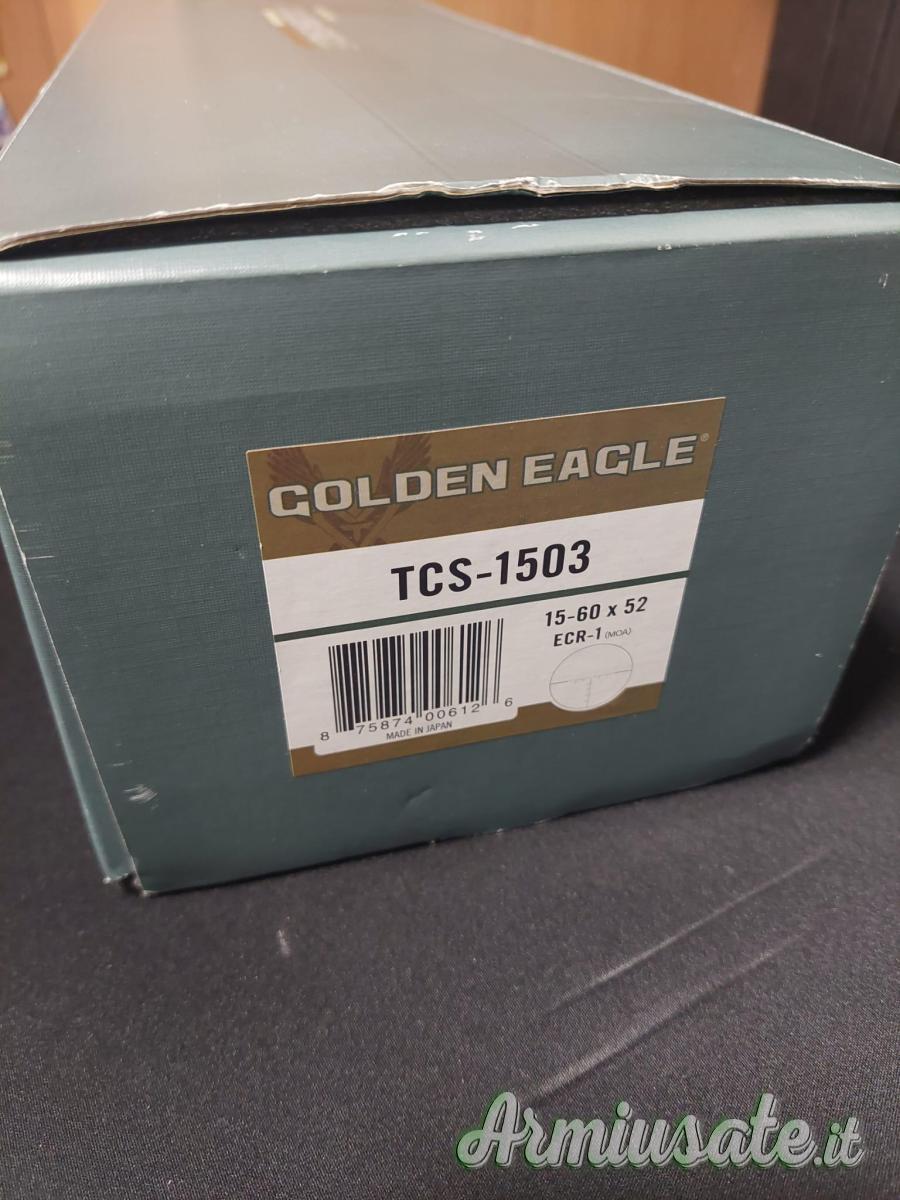 GOLDEN EAGLE®
TCS-1503
15-60 x 52
ECR-1 (MOA)
8 75874 00612 6
MADE IN JAPAN
Armiusate.it